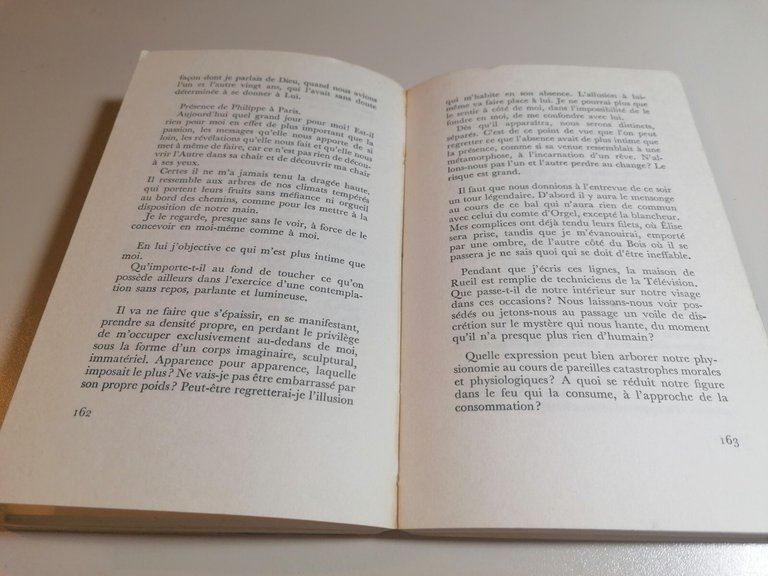 façon dont je parlan de Dieu, quand nous avions
l'un et l'autre vingt ans, qui l'avait sans doute
déterminée à se donner à Lui.
Présence de Philippe à Paris.
Aujourd'hui quel grand jour pour moi! Est-il
rien pour moi en effet de plus important que la
passion, les messages qu'elle nous apporte de si
loin, les révélations qu'elle nous fait et qu'elle nous
met à même de faire, car ce n'est pas rien de décou-
vrir l'Autre dans sa chair et de découvrir ma chair
à ses yeux.
Certes il ne m'a jamais tenu la dragée haute.
Il ressemble aux arbres de nos climats tempérés
qui portent leurs fruits sans méfiance ni orgueil
au bord des chemins, comme pour les mettre à la
disposition de notre main.
Je le regarde, presque sans le voir, à force de le
concevoir en moi-même comme à moi.
En lui j'objective ce qui m'est plus intime que
moi.
Qu'importe-t-il au fond de toucher ce qu'on
possède ailleurs dans l'exercice d'une contempla-
tion sans repos, parlante et lumineuse.
Il va ne faire que s'épaissir, en se manifestant,
prendre sa densité propre, en perdant le privilège
de m'occuper exclusivement au-dedans de moi,
sous la forme d'un corps imaginaire, sculptural,
immatériel. Apparence pour apparence, laquelle
imposait le plus? Ne vais-je pas être embarrassé par
son propre poids? Peut-être regretterai-je l'illusion
162
qui m'habite en son absence. L'allusion à lui-
même va faire place à lui. Je ne pourrai plus que
le sentir à côté de moi, dans l'impossibilité de le
fondre en moi, de me confondre avec lui.
Dès qu'il apparaîtra, nous serons distincts,
séparés. C'est de ce point de vue que l'on peut
regretter ce que l'absence avait de plus intime que
la présence, comme si sa venue ressemblait à une
métamorphose, à l'incarnation d'un rêve. N'al-
lons-nous pas l'un et l'autre perdre au change? Le
risque est grand.
Il faut que nous donnions à l'entrevue de ce soir
un tour légendaire. D'abord il y aura le mensonge
au cours de ce bal qui n'aura rien de commun
avec celui du comte d'Orgel, excepté la blancheur.
Mes complices ont déjà tendu leurs filets, où Élise
sera prise, tandis que je m'évanouirai, emporté
par une ombre, de l'autre côté du Bois où il se
passera je ne sais quoi qui se doit d'être ineffable.
Pendant que j'écris ces lignes, la maison de
Rueil est remplie de techniciens de la Télévision.
Que passe-t-il de notre intérieur sur notre visage
dans ces occasions? Nous laissons-nous voir pos-
sédés ou jetons-nous au passage un voile de dis-
crétion sur le mystère qui nous hante, du moment
qu'il n'a presque plus rien d'humain?
Quelle expression peut bien arborer notre phy-
sionomie au cours de pareilles catastrophes morales
et physiologiques? A quoi se réduit notre figure
dans le feu qui la consume, à l'approche de la
consommation?
163